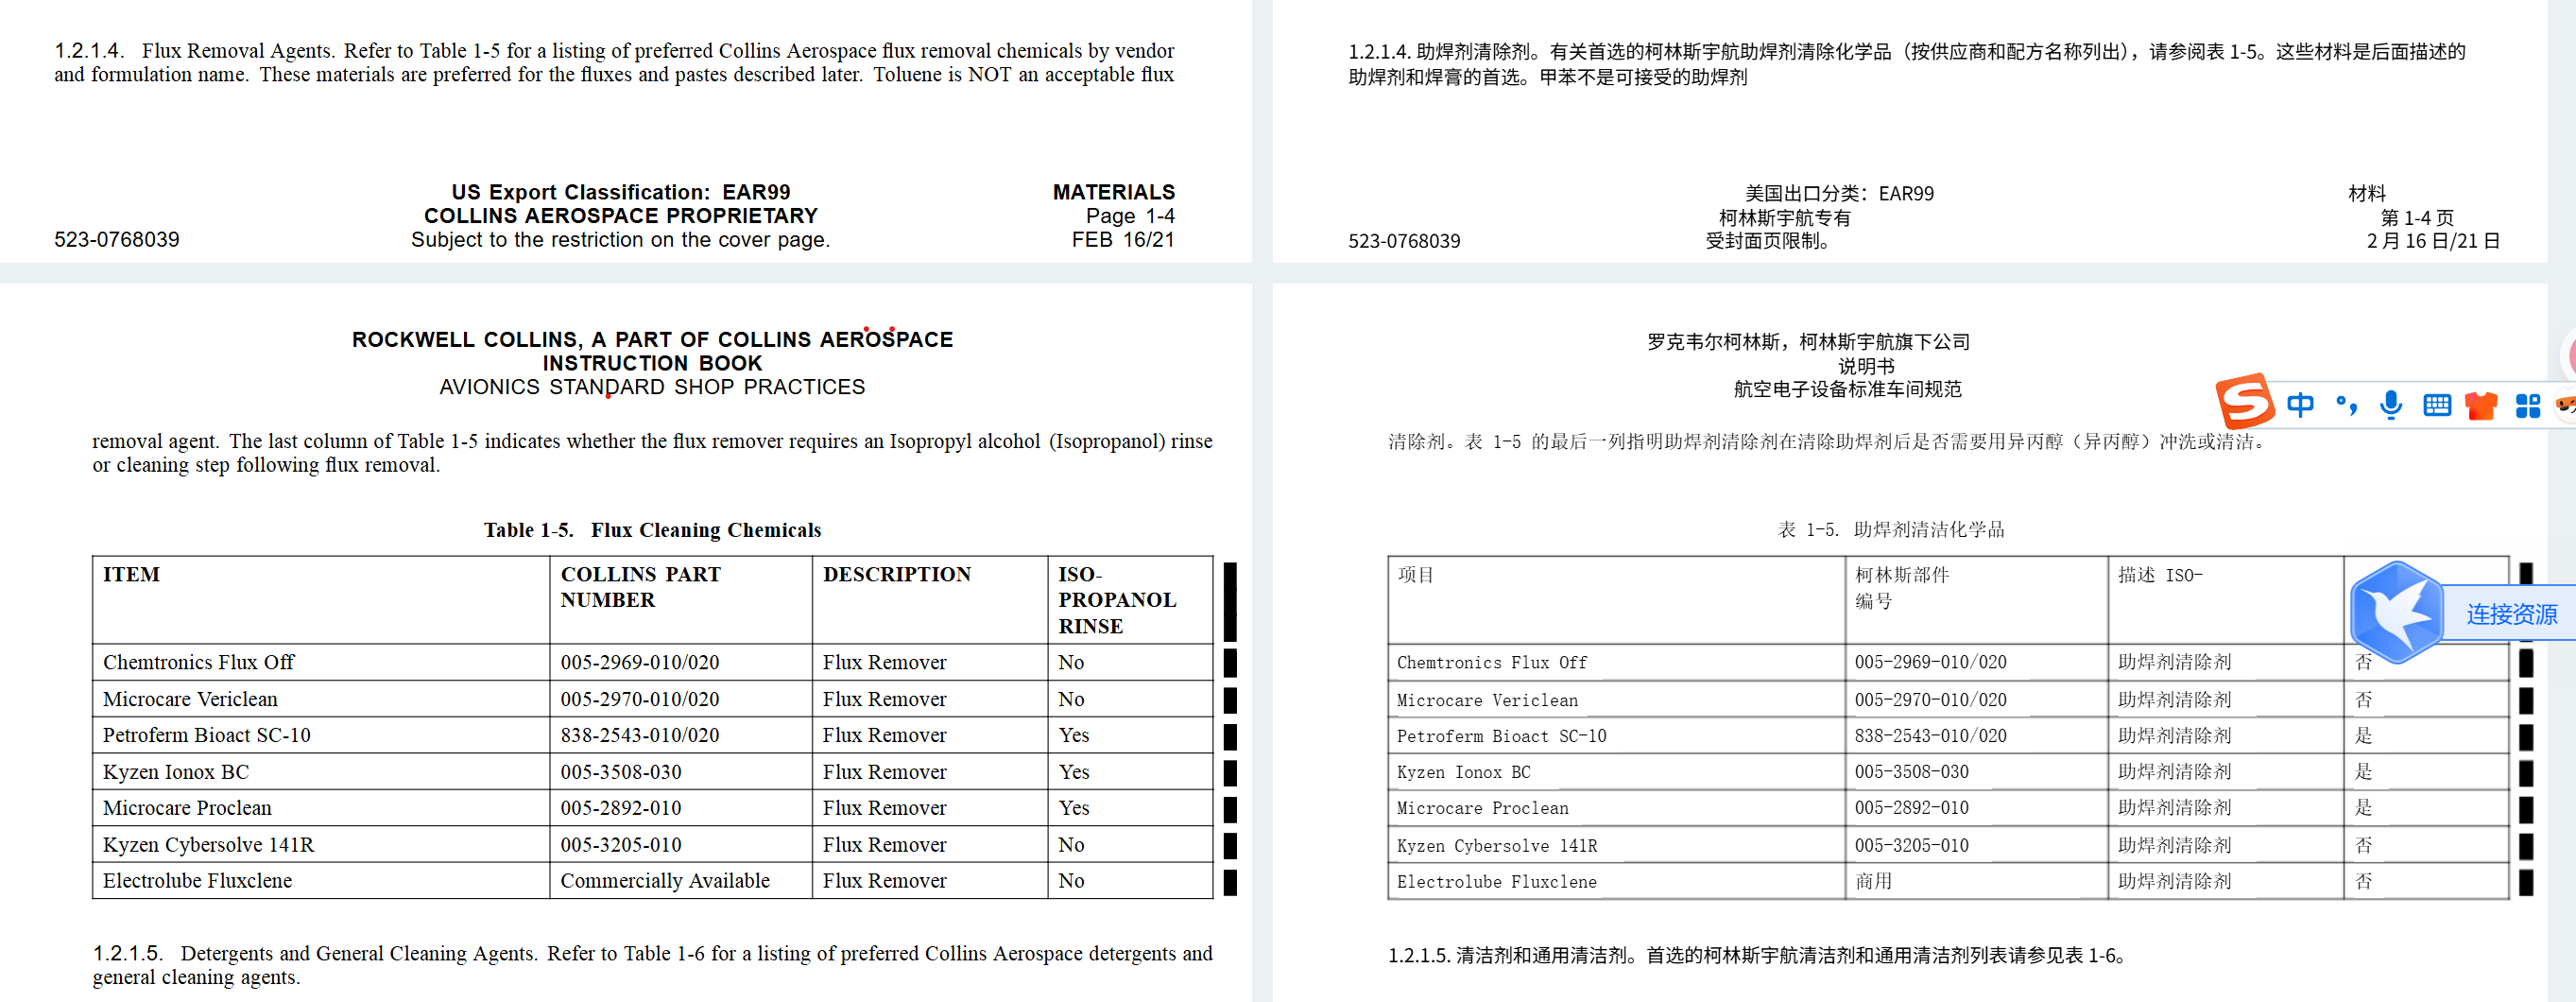 1.2.1.4. Flux Removal Agents. Refer to Table 1-5 for a listing of preferred Collins Aerospace flux removal chemicals by vendor
and formulation name. These materials are preferred for the fluxes and pastes described later. Toluene is NOT an acceptable flux
US Export Classification: EAR99
MATERIALS
COLLINS AEROSPACE PROPRIETARY
Page 1-4
523-0768039
Subject to the restriction on the cover page.
FEB 16/21
ROCKWELL COLLINS, A PART OF COLLINS AEROSPACE
INSTRUCTION BOOK
AVIONICS STANDARD SHOP PRACTICES
removal agent. The last column of Table 1-5 indicates whether the flux remover requires an Isopropyl alcohol (Isopropanol) rinse
or cleaning step following flux removal.
Table 1-5. Flux Cleaning Chemicals
ITEM
COLLINS PART
NUMBER
DESCRIPTION
ISO-
PROPANOL
RINSE
Chemtronics Flux Off 005-2969-010/020 Flux Remover No
Microcare Vericlean 005-2970-010/020 Flux Remover No
Petroferm Bioact SC-10 838-2543-010/020 Flux Remover Yes
Kyzen Ionox BC 005-3508-030 Flux Remover Yes
Microcare Proclean 005-2892-010 Flux Remover Yes
Kyzen Cybersolve 141R 005-3205-010 Flux Remover No
Electrolube Fluxclene Commercially Available Flux Remover No
1.2.1.5. Detergents and General Cleaning Agents. Refer to Table 1-6 for a listing of preferred Collins Aerospace detergents and
general cleaning agents.
1.2.1.4. 助焊剂清除剂。有关首选的柯林斯宇航助焊剂清除化学品（按供应商和配方名称列出），请参阅表 1-5。这些材料是后面描述的
助焊剂和焊膏的首选。甲苯不是可接受的助焊剂
美国出口分类：EAR99
材料
柯林斯宇航专有
第 1-4 页
523-0768039
受封面页限制。
2 月 16 日/21 日
罗克韦尔柯林斯，柯林斯宇航旗下公司
说明书
航空电子设备标准车间规范
中
清除剂。表 1-5 的最后一列指明助焊剂清除剂在清除助焊剂后是否需要用异丙醇（异丙醇）冲洗或清洁。
表 1-5. 助焊剂清洁化学品
项目
柯林斯部件
编号
描述 ISO-
连接资源
Chemtronics Flux Off 005-2969-010/020 助焊剂清除剂 否
Microcare Vericlean 005-2970-010/020 助焊剂清除剂 否
Petroferm Bioact SC-10 838-2543-010/020 助焊剂清除剂 是
Kyzen Ionox BC 005-3508-030 助焊剂清除剂 是
Microcare Proclean 005-2892-010 助焊剂清除剂 是
Kyzen Cybersolve 141R 005-3205-010 助焊剂清除剂 否
Electrolube Fluxclene 商用 助焊剂清除剂 否
1.2.1.5. 清洁剂和通用清洁剂。首选的柯林斯宇航清洁剂和通用清洁剂列表请参见表 1-6。